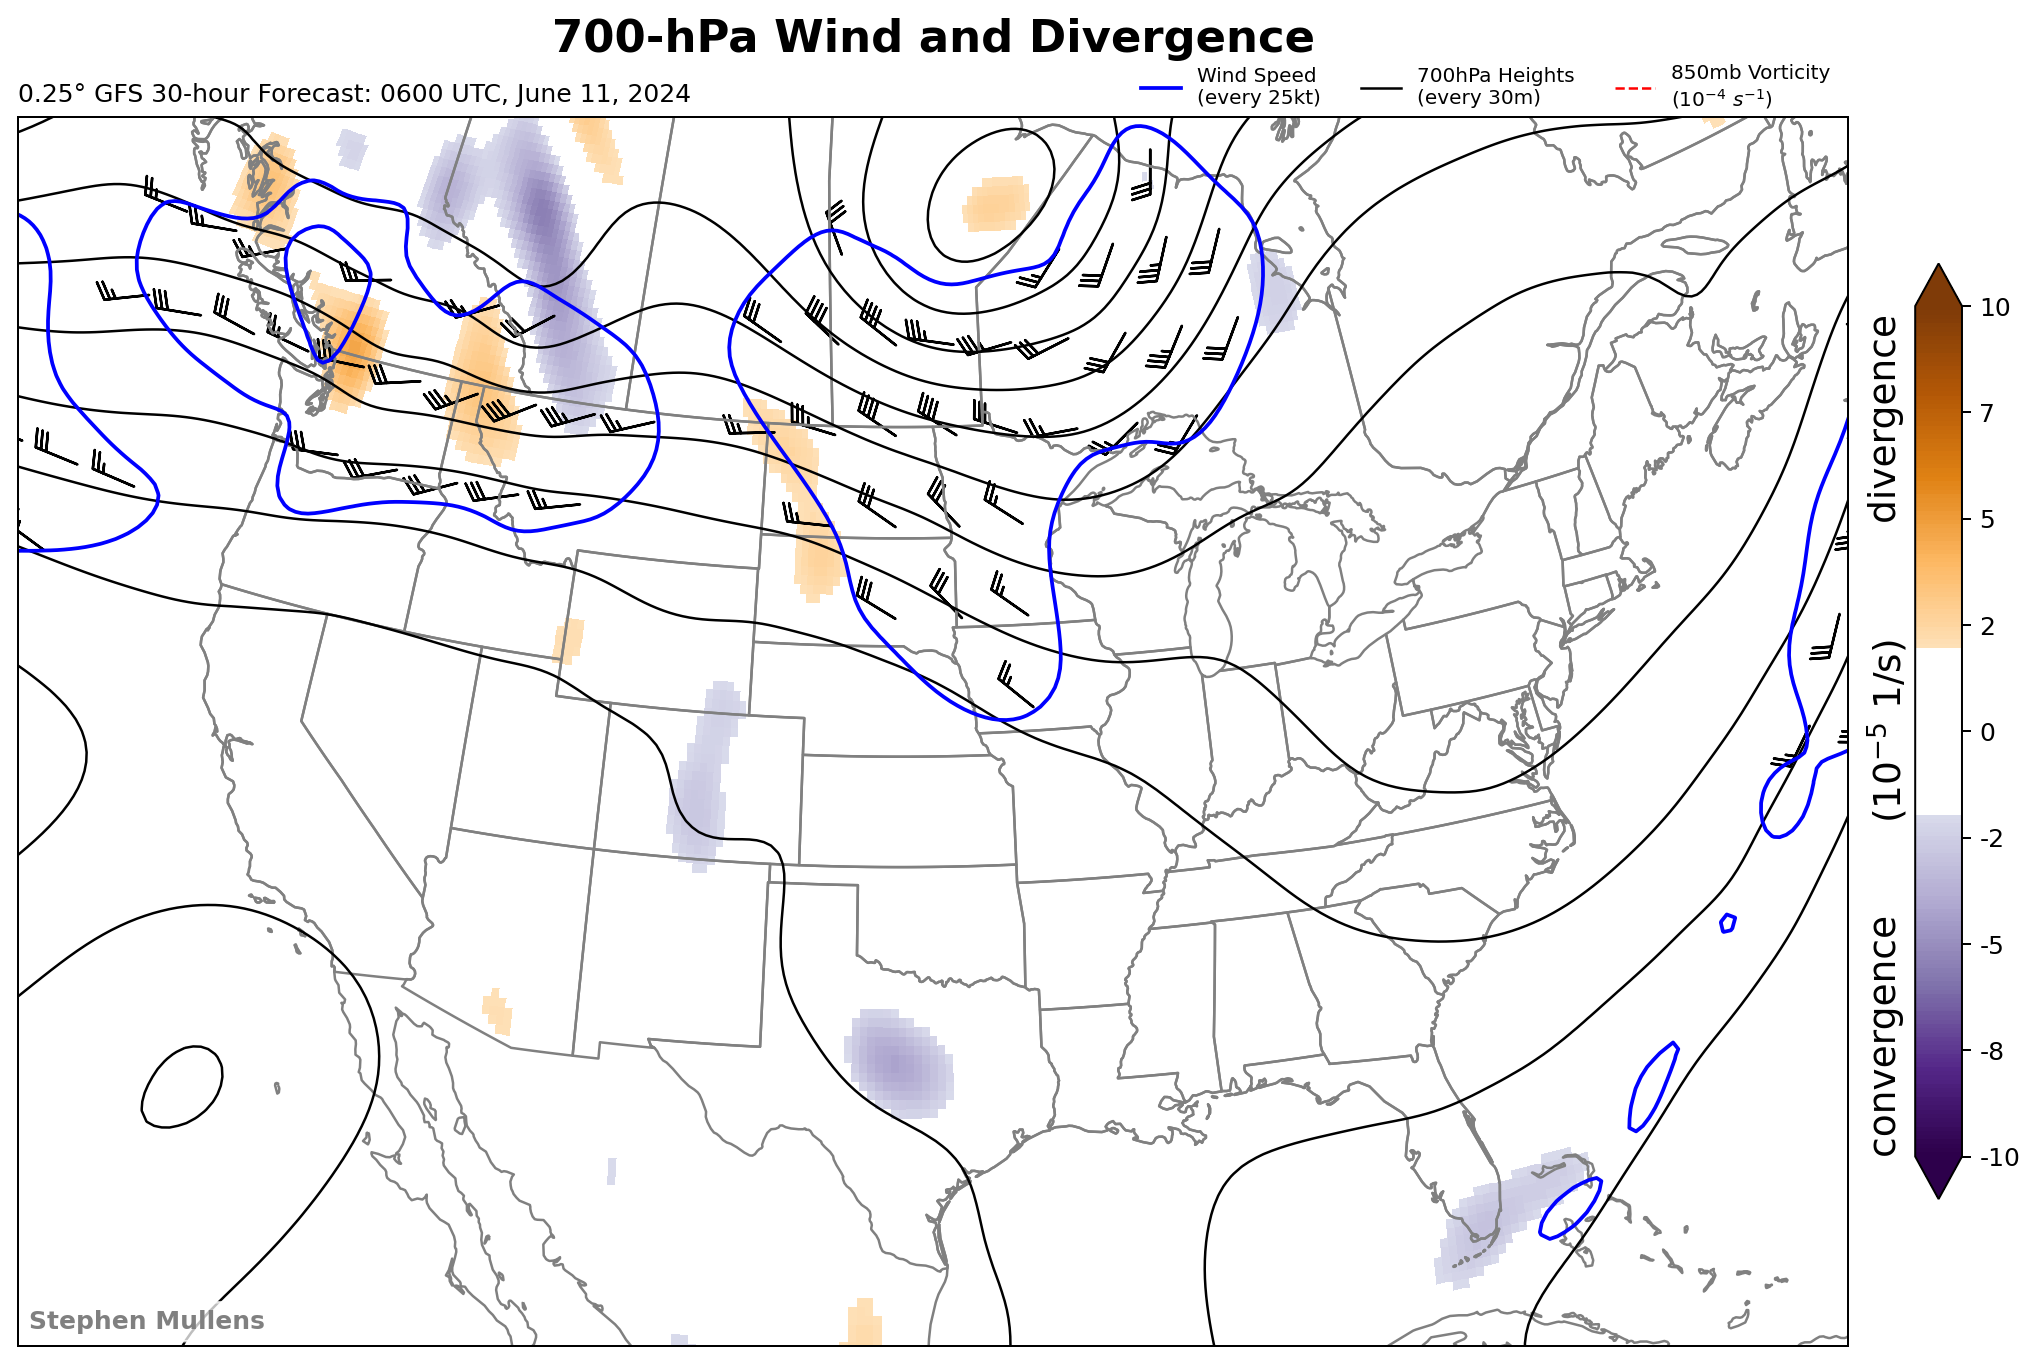 700-hPa Wind and Divergence
0.25° GFS 30-hour Forecast: 0600 UTC, June 11, 2024
Wind Speed
(every 25kt)
700hPa Heights
(every 30m)
850mb Vorticity
(10⁻⁴ s⁻¹)
10
7
5
2
0
-2
-5
-8
-10
convergence (10⁻⁵ 1/s) divergence
Stephen Mullens